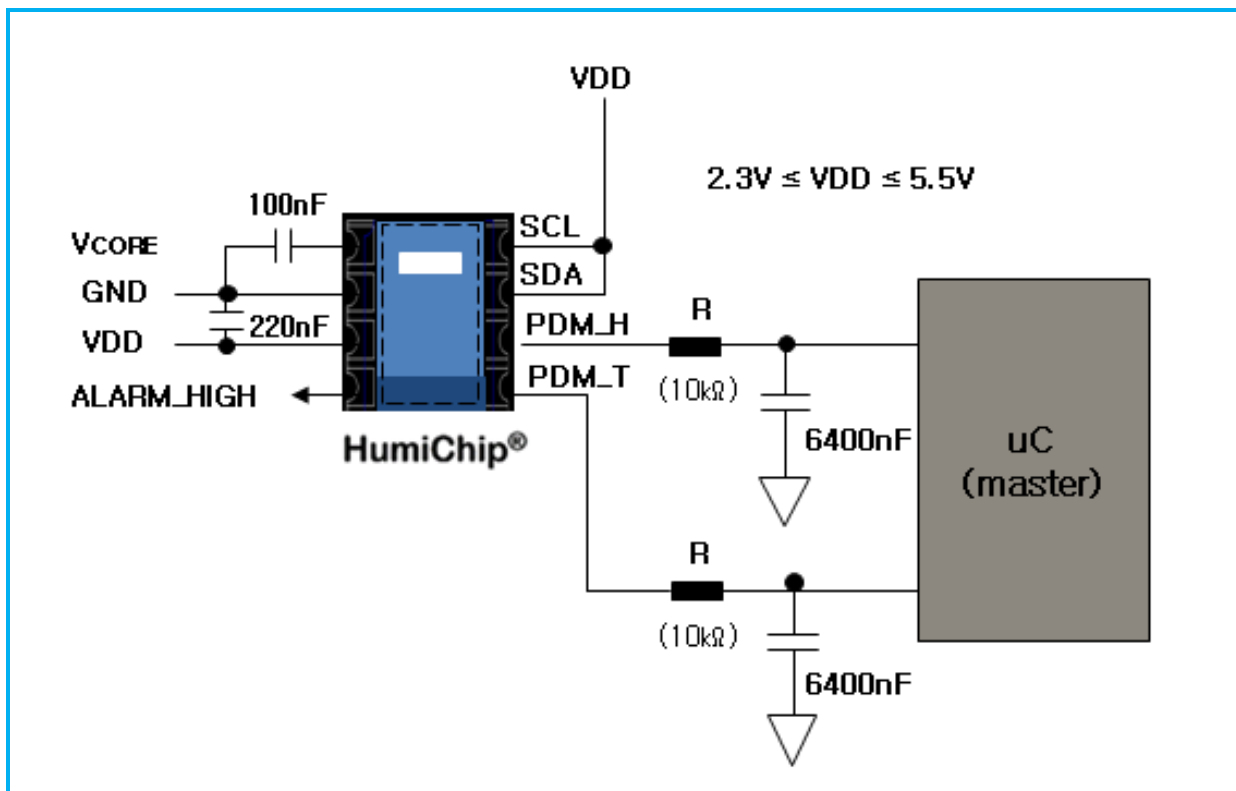 VDD
2.3V ≤ VDD ≤ 5.5V
100nF
VCORE
SCL
GND
SDA
220nF
VDD
PDM_H
R
(10kΩ)
ALARM_HIGH
PDM_T
6400nF
HumiChip®
uC
(master)
R
(10kΩ)
6400nF